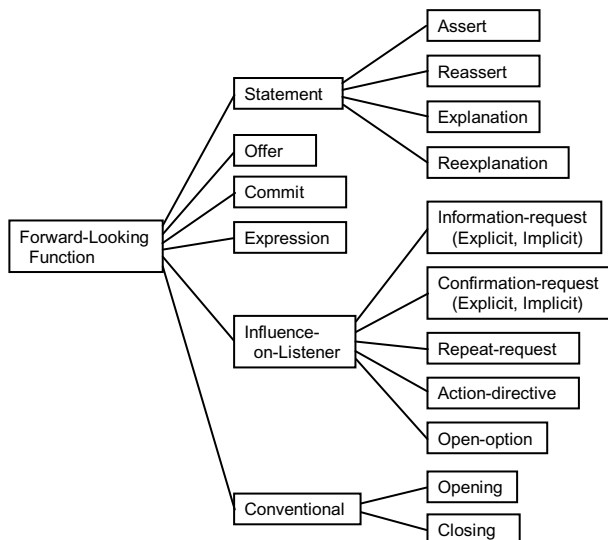 Forward-Looking
Function
Statement
Offer
Commit
Expression
Influence-
on-Listener
Conventional
Assert
Reassert
Explanation
Reexplanation
Information-request
(Explicit, Implicit)
Confirmation-request
(Explicit, Implicit)
Repeat-request
Action-directive
Open-option
Opening
Closing